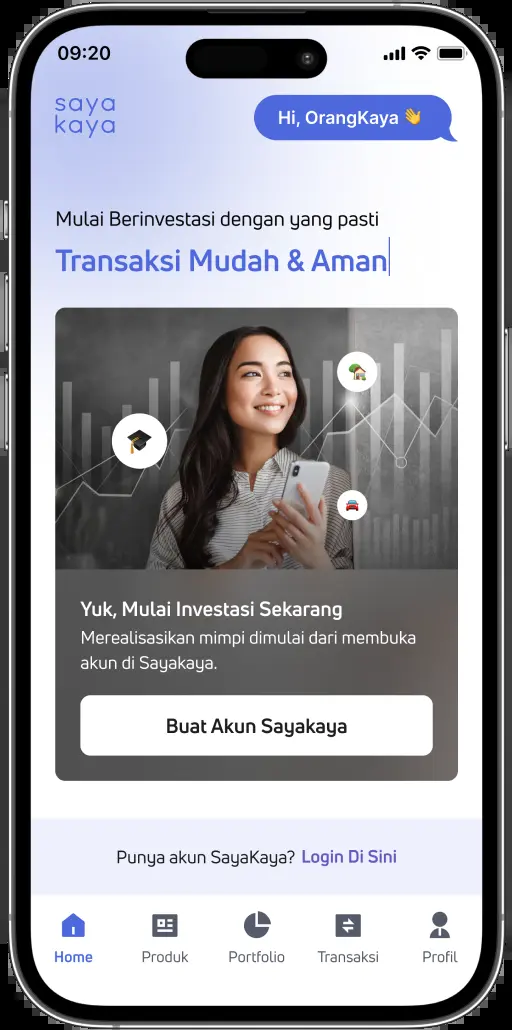 09:20
saya
kaya
Hi, OrangKaya 👋
Mulai Berinvestasi dengan yang pasti
Transaksi Mudah & Aman
Yuk, Mulai Investasi Sekarang
Merealisasikan mimpi dimulai dari membuka
akun di Sayakaya.
Buat Akun Sayakaya
Punya akun SayaKaya? Login Di Sini
Home Produk Portfolio Transaksi Profil